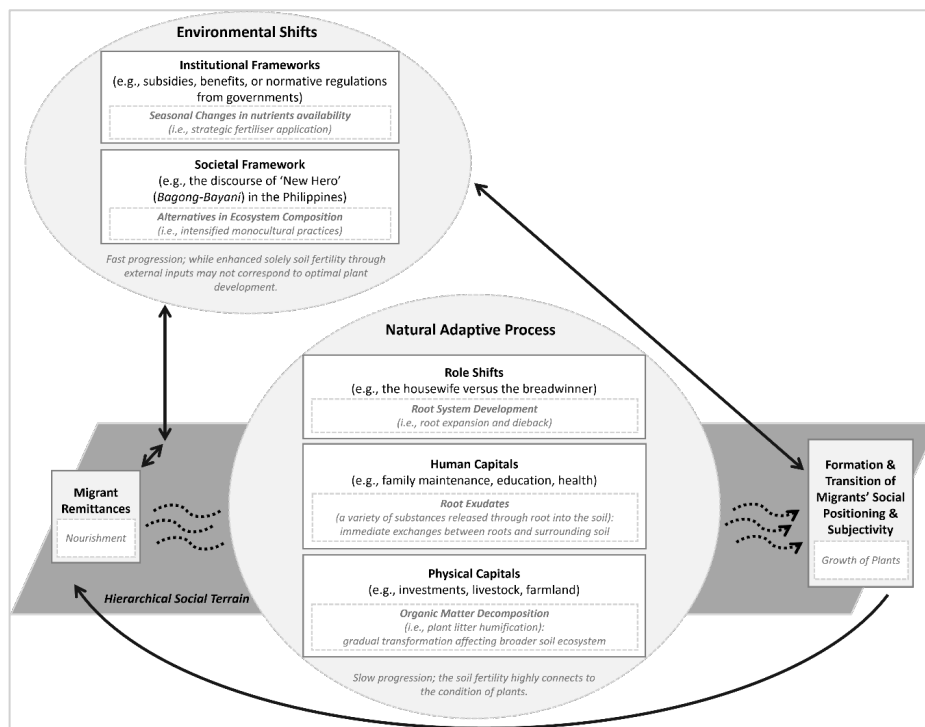 Environmental Shifts
Institutional Frameworks
(e.g., subsidies, benefits, or normative regulations
from governments)
Seasonal Changes in nutrients availability
(i.e., strategic fertiliser application)
Societal Framework
(e.g., the discourse of ‘New Hero’
(Bagong-Bayani) in the Philippines)
Alternatives in Ecosystem Composition
(i.e., intensified monocultural practices)
Fast progression; while enhanced solely soil fertility through
external inputs may not correspond to optimal plant
development.
Natural Adaptive Process
Role Shifts
(e.g., the housewife versus the breadwinner)
Root System Development
(i.e., root expansion and dieback)
Human Capitals
(e.g., family maintenance, education, health)
Root Exudates
(a variety of substances released through root into the soil):
immediate exchanges between roots and surrounding soil
Physical Capitals
(e.g., investments, livestock, farmland)
Organic Matter Decomposition
(i.e., plant litter humification):
gradual transformation affecting broader soil ecosystem
Slow progression; the soil fertility highly connects to
the condition of plants.
Migrant
Remittances
Nourishment
Hierarchical Social Terrain
Formation &
Transition of
Migrants’ Social
Positioning &
Subjectivity
Growth of Plants